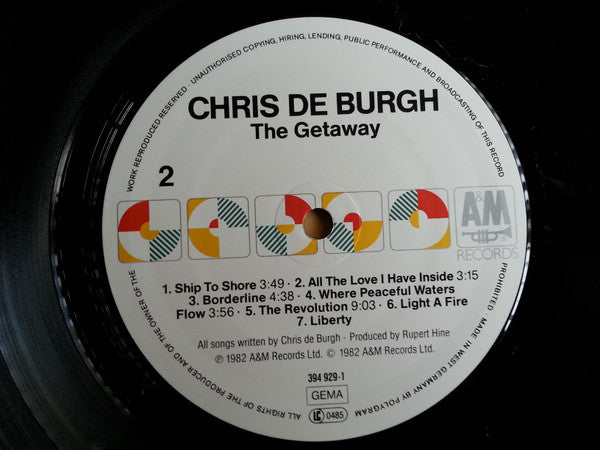 WORK REPRODUCED RESERVED · UNAUTHORISED COPYING, HIRING, LENDING, PUBLIC PERFORMANCE AND BROADCASTING OF THIS RECORD
CHRIS DE BURGH
The Getaway
2
A&M
RECORDS
1. Ship To Shore 3:49 · 2. All The Love I Have Inside 3:15
3. Borderline 4:38 · 4. Where Peaceful Waters
Flow 3:56 · 5. The Revolution 9:03 · 6. Light A Fire
7. Liberty
All songs written by Chris de Burgh · Produced by Rupert Hine
℗ 1982 A&M Records Ltd. © 1982 A&M Records Ltd.
394 929-1
GEMA
LC 0485
PROHIBITED · MADE IN WEST GERMANY BY POLYGRAM
ALL RIGHTS OF THE PRODUCER AND OF THE OWNER OF THE